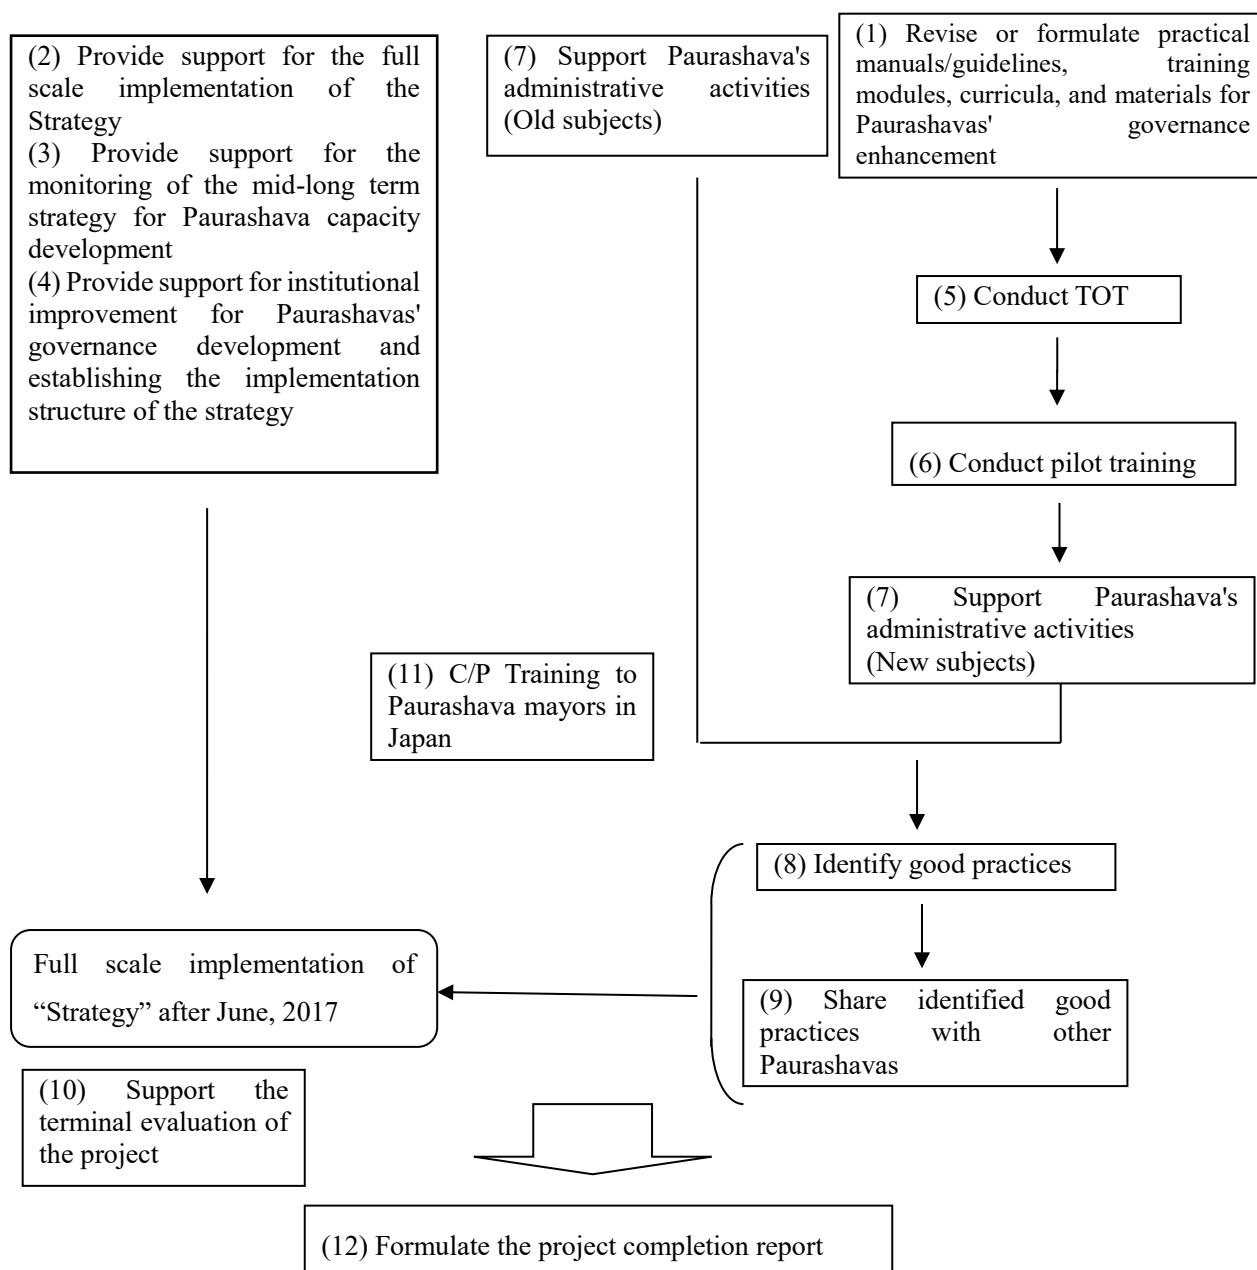 (2) Provide support for the full
scale implementation of the
Strategy
(3) Provide support for the
monitoring of the mid-long term
strategy for Paurashava capacity
development
(4) Provide support for institutional
improvement for Paurashavas'
governance development and
establishing the implementation
structure of the strategy
(7) Support Paurashava's
administrative activities
(Old subjects)
(1) Revise or formulate practical
manuals/guidelines, training
modules, curricula, and materials for
Paurashavas' governance
enhancement
(5) Conduct TOT
(6) Conduct pilot training
(7) Support Paurashava's
administrative activities
(New subjects)
(11) C/P Training to
Paurashava mayors in
Japan
(8) Identify good practices
(9) Share identified good
practices with other
Paurashavas
Full scale implementation of
“Strategy” after June, 2017
(10) Support the
terminal evaluation of
the project
(12) Formulate the project completion report